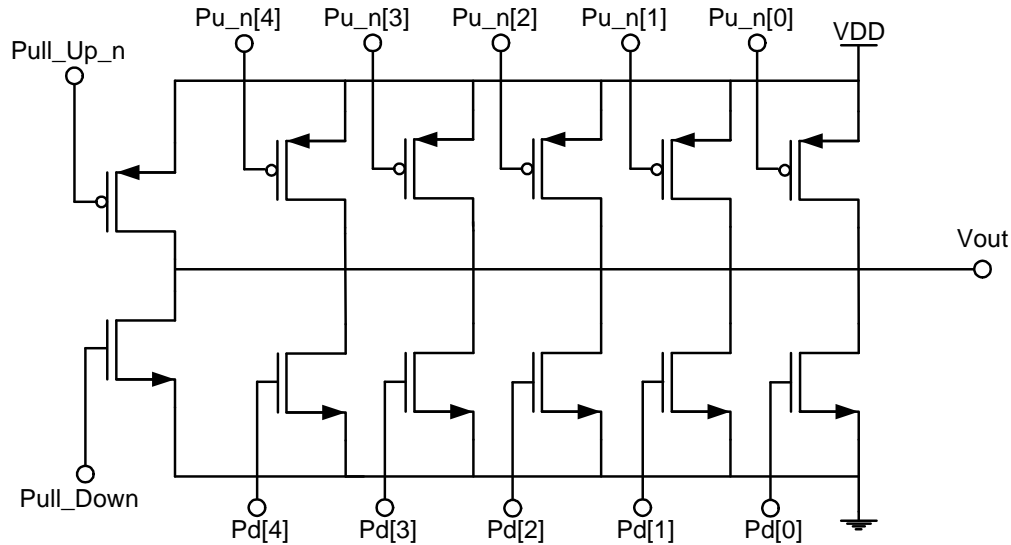 Pu_n[4]
Pu_n[3]
Pu_n[2]
Pu_n[1]
Pu_n[0]
VDD
Pull_Up_n
Vout
Pull_Down
Pd[4]
Pd[3]
Pd[2]
Pd[1]
Pd[0]